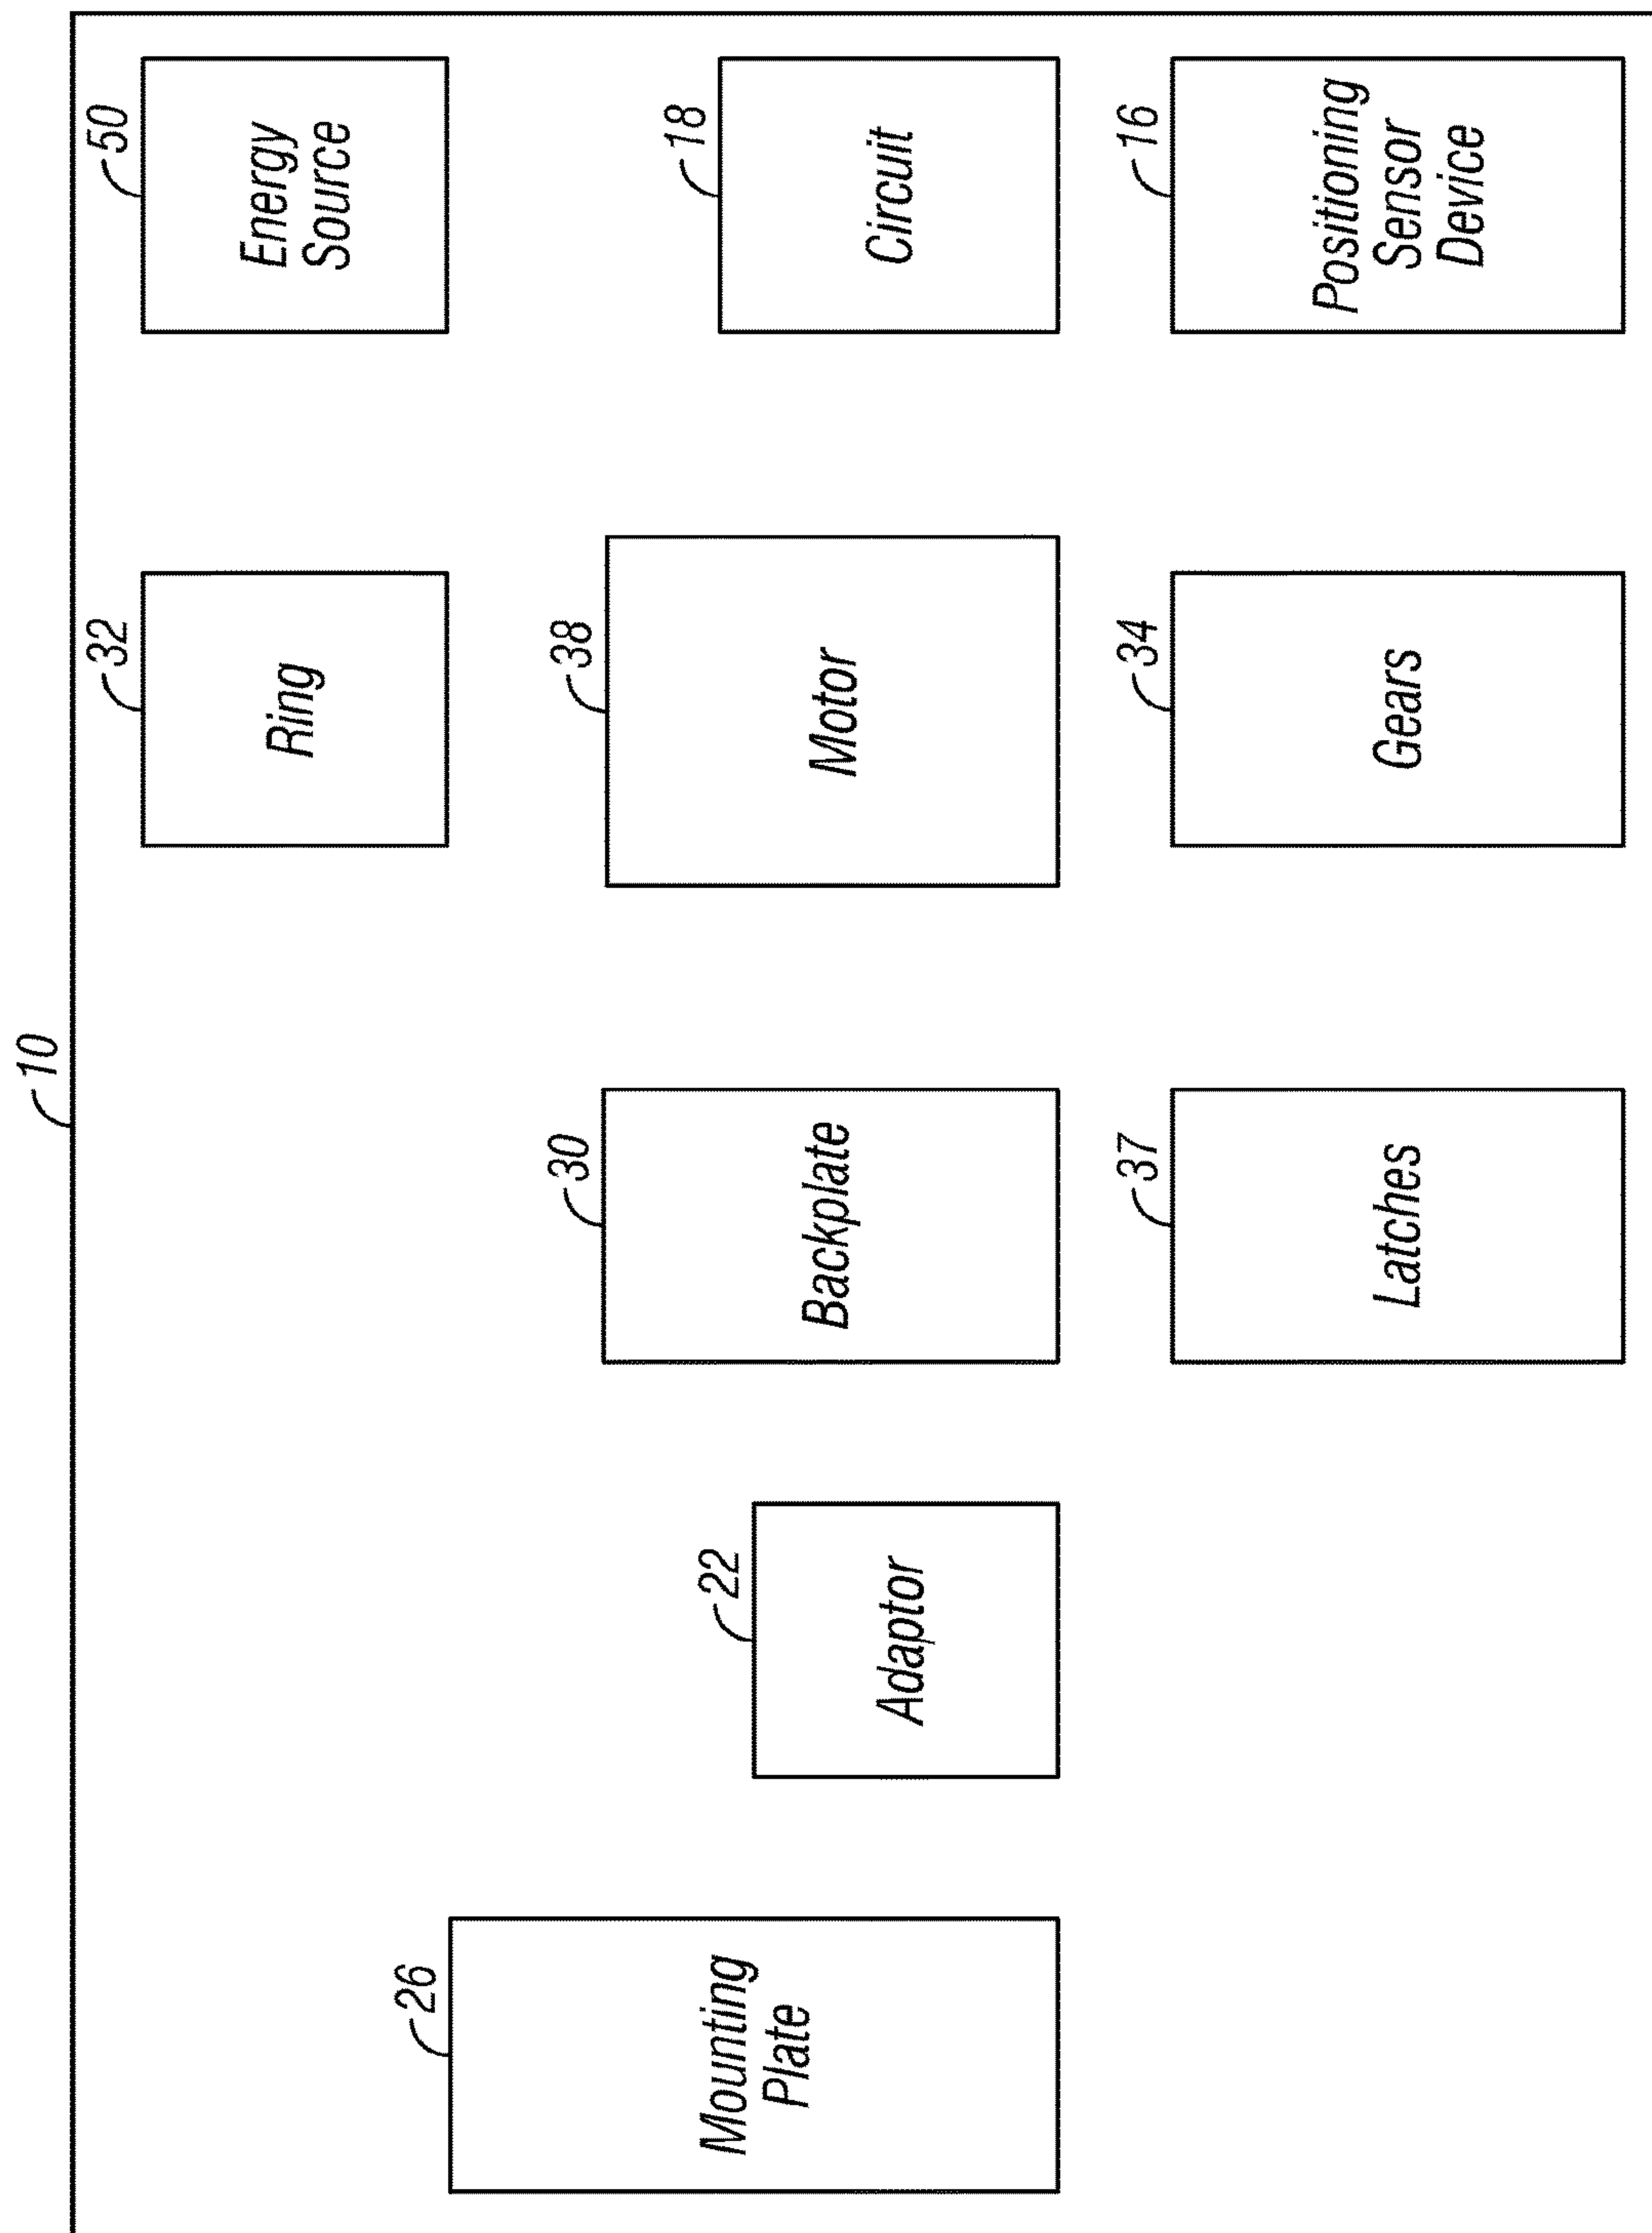 10
32
Ring
50
Energy
Source
26
Mounting
Plate
22
Adaptor
30
Backplate
38
Motor
18
Circuit
37
Latches
34
Gears
16
Positioning
Sensor
Device